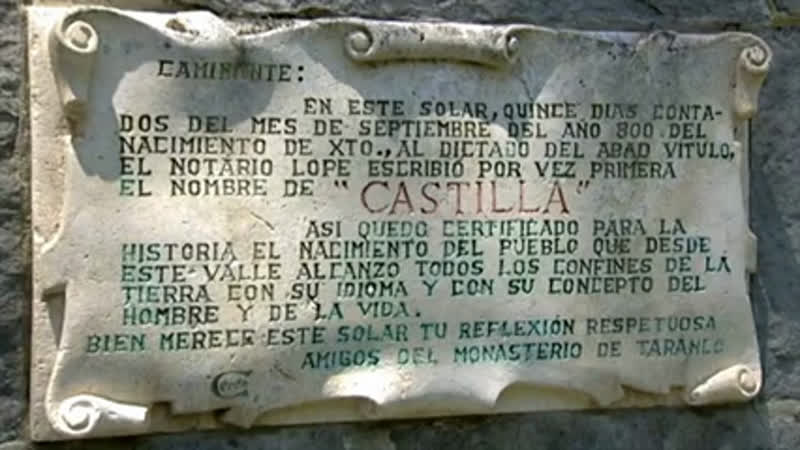 CAMINANTE:
EN ESTE SOLAR, QUINCE DIAS CONTA-
DOS DEL MES DE SEPTIEMBRE DEL AÑO 800 DEL
NACIMIENTO DE XTO., AL DICTADO DEL ABAD VITULO,
EL NOTARIO LOPE ESCRIBIÓ POR VEZ PRIMERA
EL NOMBRE DE "CASTILLA"
ASI QUEDO CERTIFICADO PARA LA
HISTORIA EL NACIMIENTO DEL PUEBLO QUE DESDE
ESTE VALLE ALCANZO TODOS LOS CONFINES DE LA
TIERRA CON SU IDIOMA Y CON SU CONCEPTO DEL
HOMBRE Y DE LA VIDA.
BIEN MERECE ESTE SOLAR TU REFLEXIÓN RESPETUOSA
AMIGOS DEL MONASTERIO DE TARANCO